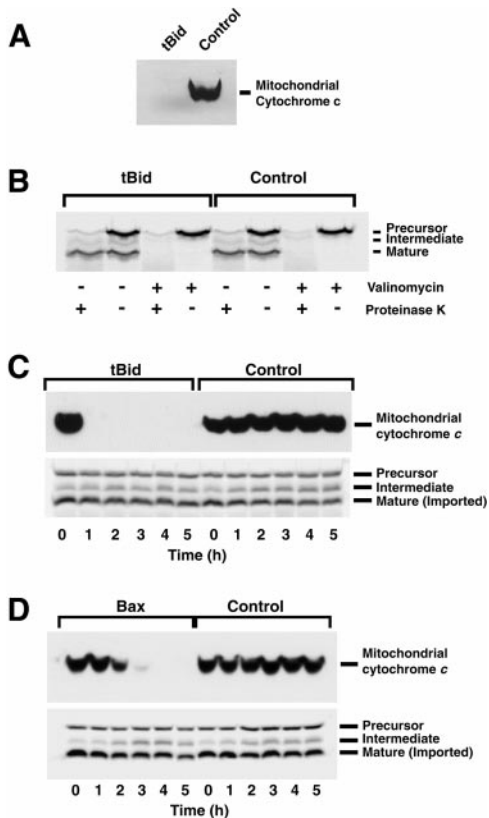 A
tBid Control
Mitochondrial
Cytochrome c
B
tBid Control
Precursor
Intermediate
Mature
- - + + - - + + Valinomycin
+ - + - + - + - Proteinase K
C
tBid Control
Mitochondrial
cytochrome c
Precursor
Intermediate
Mature (Imported)
0 1 2 3 4 5 0 1 2 3 4 5
Time (h)
D
Bax Control
Mitochondrial
cytochrome c
Precursor
Intermediate
Mature (Imported)
0 1 2 3 4 5 0 1 2 3 4 5
Time (h)